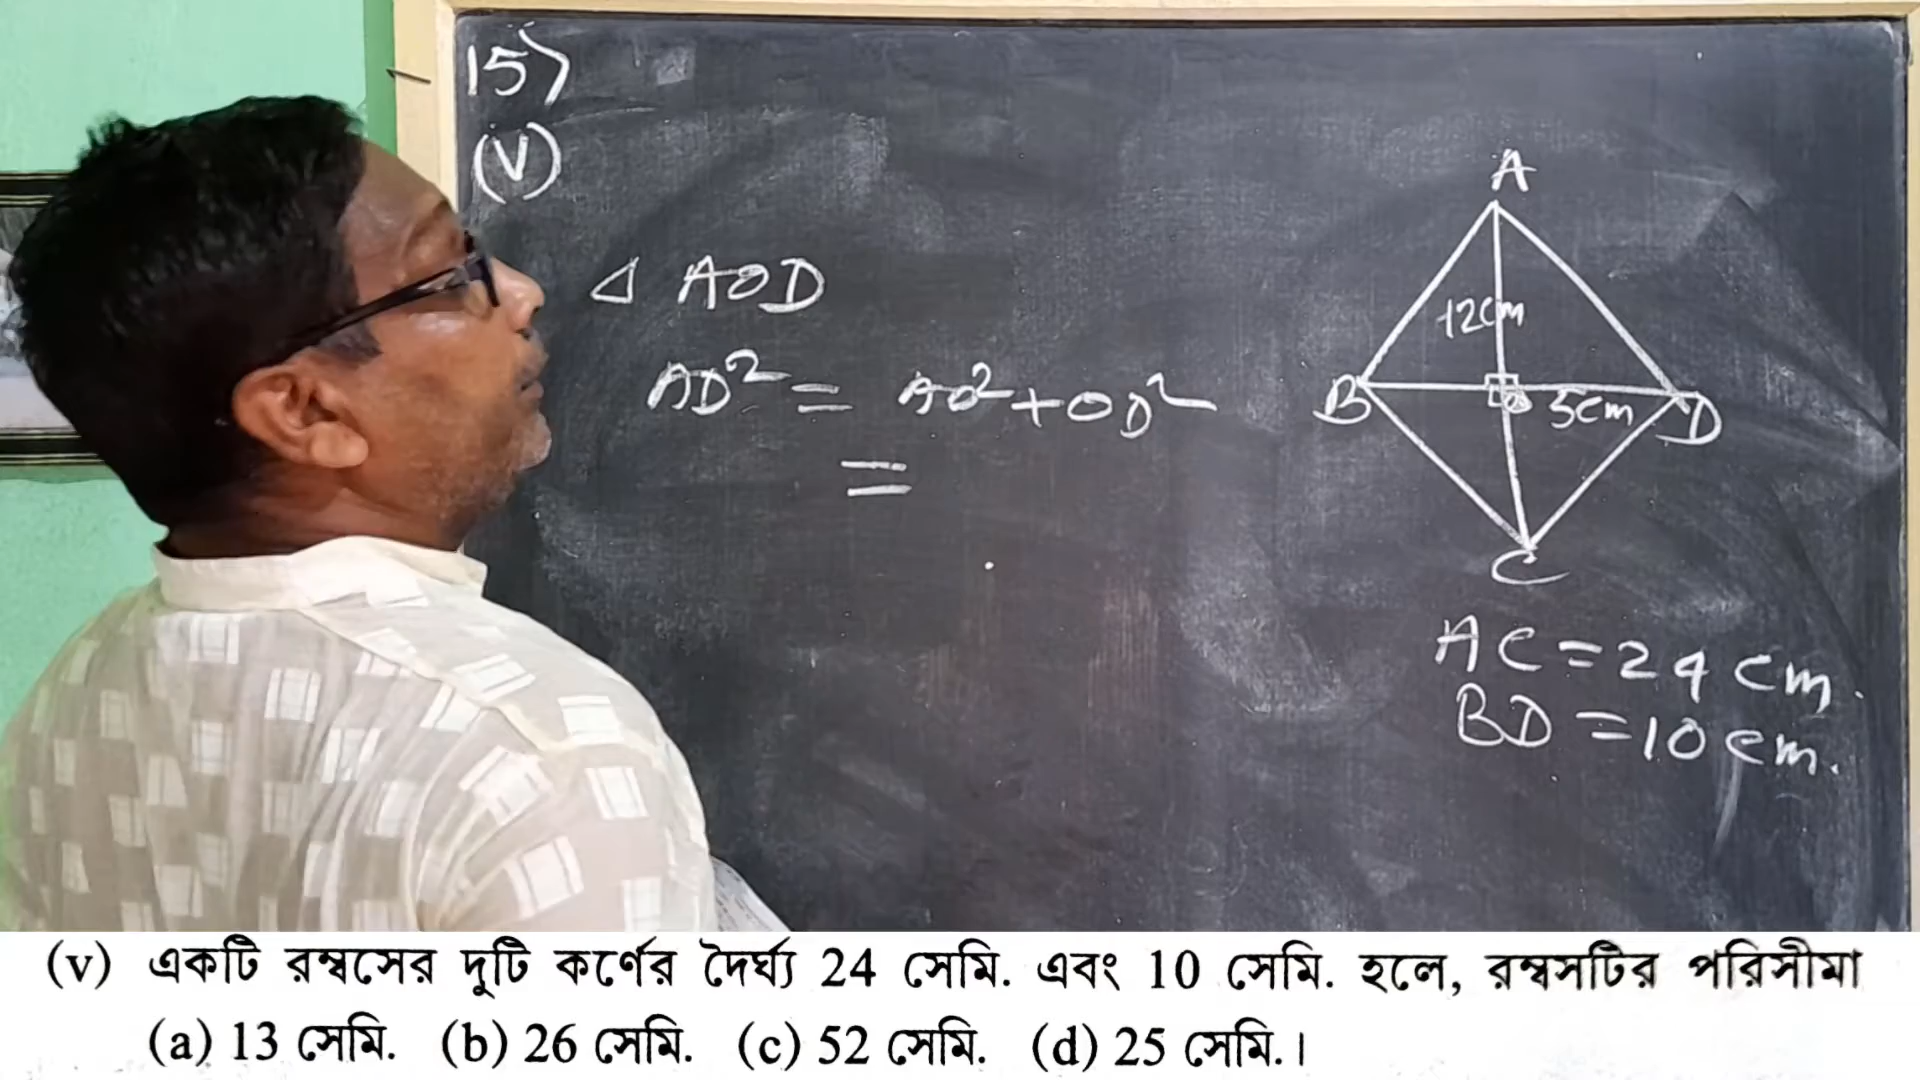 15)
(V)
Δ AOD
AD² = AO² + OD²
=
A
12cm
B O 5cm D
C
AC = 24 cm.
BD = 10 cm.
(v) একটি রম্বসের দুটি কর্ণের দৈর্ঘ্য 24 সেমি. এবং 10 সেমি. হলে, রম্বসটির পরিসীমা
(a) 13 সেমি. (b) 26 সেমি. (c) 52 সেমি. (d) 25 সেমি.।